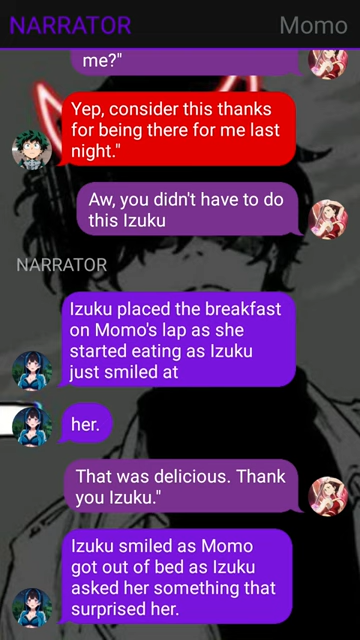 NARRATOR
Momo
me?"
Yep, consider this thanks
for being there for me last
night."
Aw, you didn't have to do
this Izuku
NARRATOR
Izuku placed the breakfast
on Momo's lap as she
started eating as Izuku
just smiled at
her.
That was delicious. Thank
you Izuku."
Izuku smiled as Momo
got out of bed as Izuku
asked her something that
surprised her.